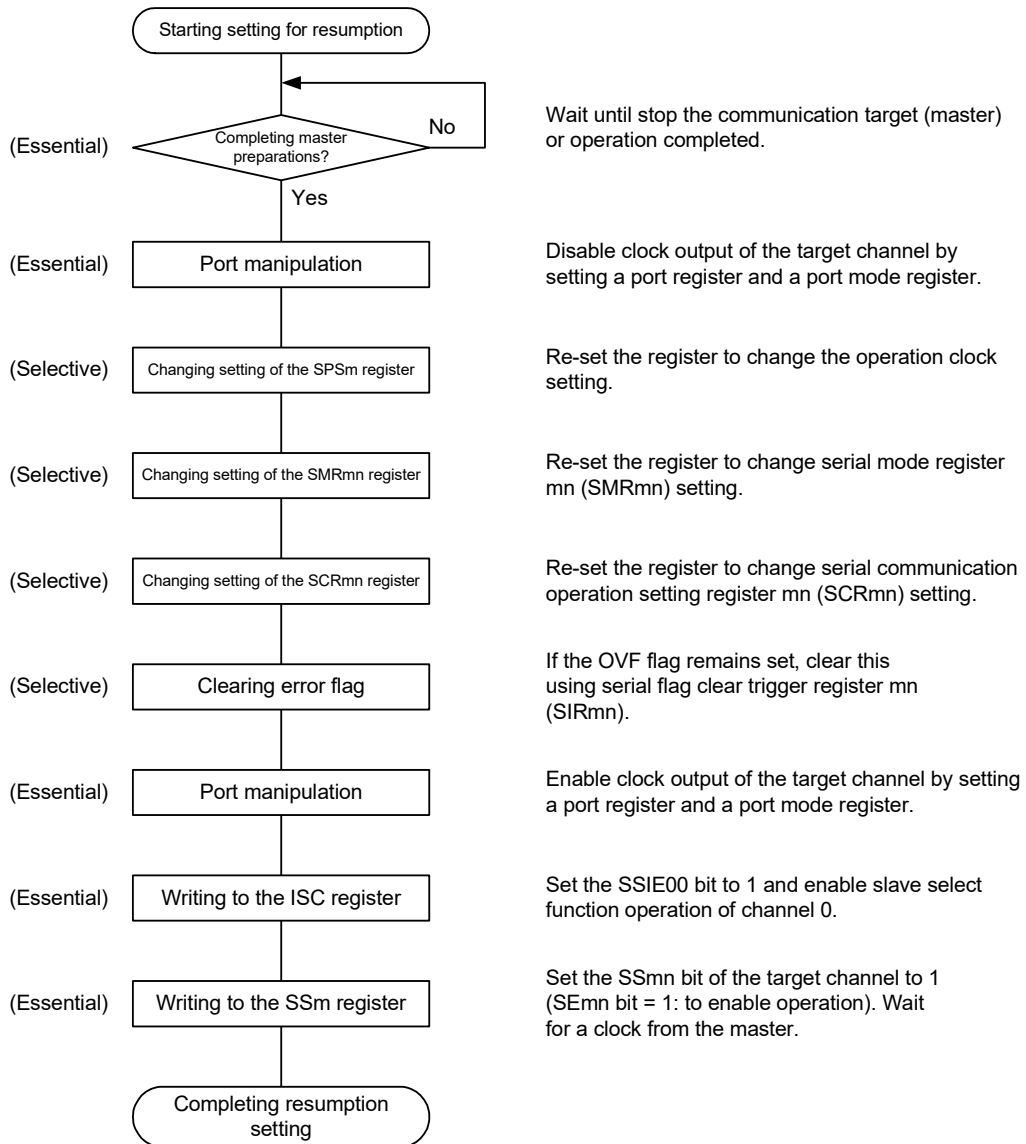 Starting setting for resumption
(Essential)
Completing master
preparations?
No
Wait until stop the communication target (master)
or operation completed.
Yes
(Essential)
Port manipulation
Disable clock output of the target channel by
setting a port register and a port mode register.
(Selective)
Changing setting of the SPSm register
Re-set the register to change the operation clock
setting.
(Selective)
Changing setting of the SMRmn register
Re-set the register to change serial mode register
mn (SMRmn) setting.
(Selective)
Changing setting of the SCRmn register
Re-set the register to change serial communication
operation setting register mn (SCRmn) setting.
(Selective)
Clearing error flag
If the OVF flag remains set, clear this
using serial flag clear trigger register mn
(SIRmn).
(Essential)
Port manipulation
Enable clock output of the target channel by setting
a port register and a port mode register.
(Essential)
Writing to the ISC register
Set the SSIE00 bit to 1 and enable slave select
function operation of channel 0.
(Essential)
Writing to the SSm register
Set the SSmn bit of the target channel to 1
(SEmn bit = 1: to enable operation). Wait
for a clock from the master.
Completing resumption
setting